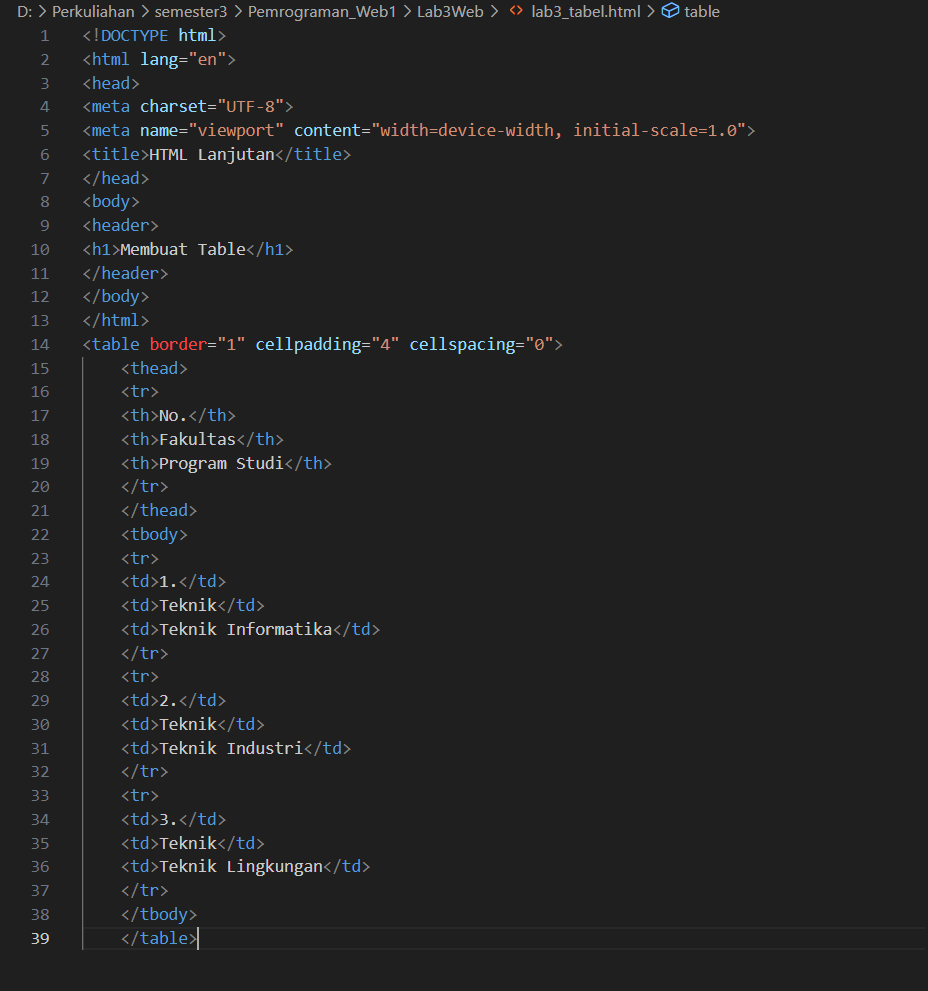 D: > Perkuliahan > semester3 > Pemrograman_Web1 > Lab3Web > <> lab3_tabel.html > table
1 <!DOCTYPE html>
2 <html lang="en">
3 <head>
4 <meta charset="UTF-8">
5 <meta name="viewport" content="width=device-width, initial-scale=1.0">
6 <title>HTML Lanjutan</title>
7 </head>
8 <body>
9 <header>
10 <h1>Membuat Table</h1>
11 </header>
12 </body>
13 </html>
14 <table border="1" cellpadding="4" cellspacing="0">
15 <thead>
16 <tr>
17 <th>No.</th>
18 <th>Fakultas</th>
19 <th>Program Studi</th>
20 </tr>
21 </thead>
22 <tbody>
23 <tr>
24 <td>1.</td>
25 <td>Teknik</td>
26 <td>Teknik Informatika</td>
27 </tr>
28 <tr>
29 <td>2.</td>
30 <td>Teknik</td>
31 <td>Teknik Industri</td>
32 </tr>
33 <tr>
34 <td>3.</td>
35 <td>Teknik</td>
36 <td>Teknik Lingkungan</td>
37 </tr>
38 </tbody>
39 </table>